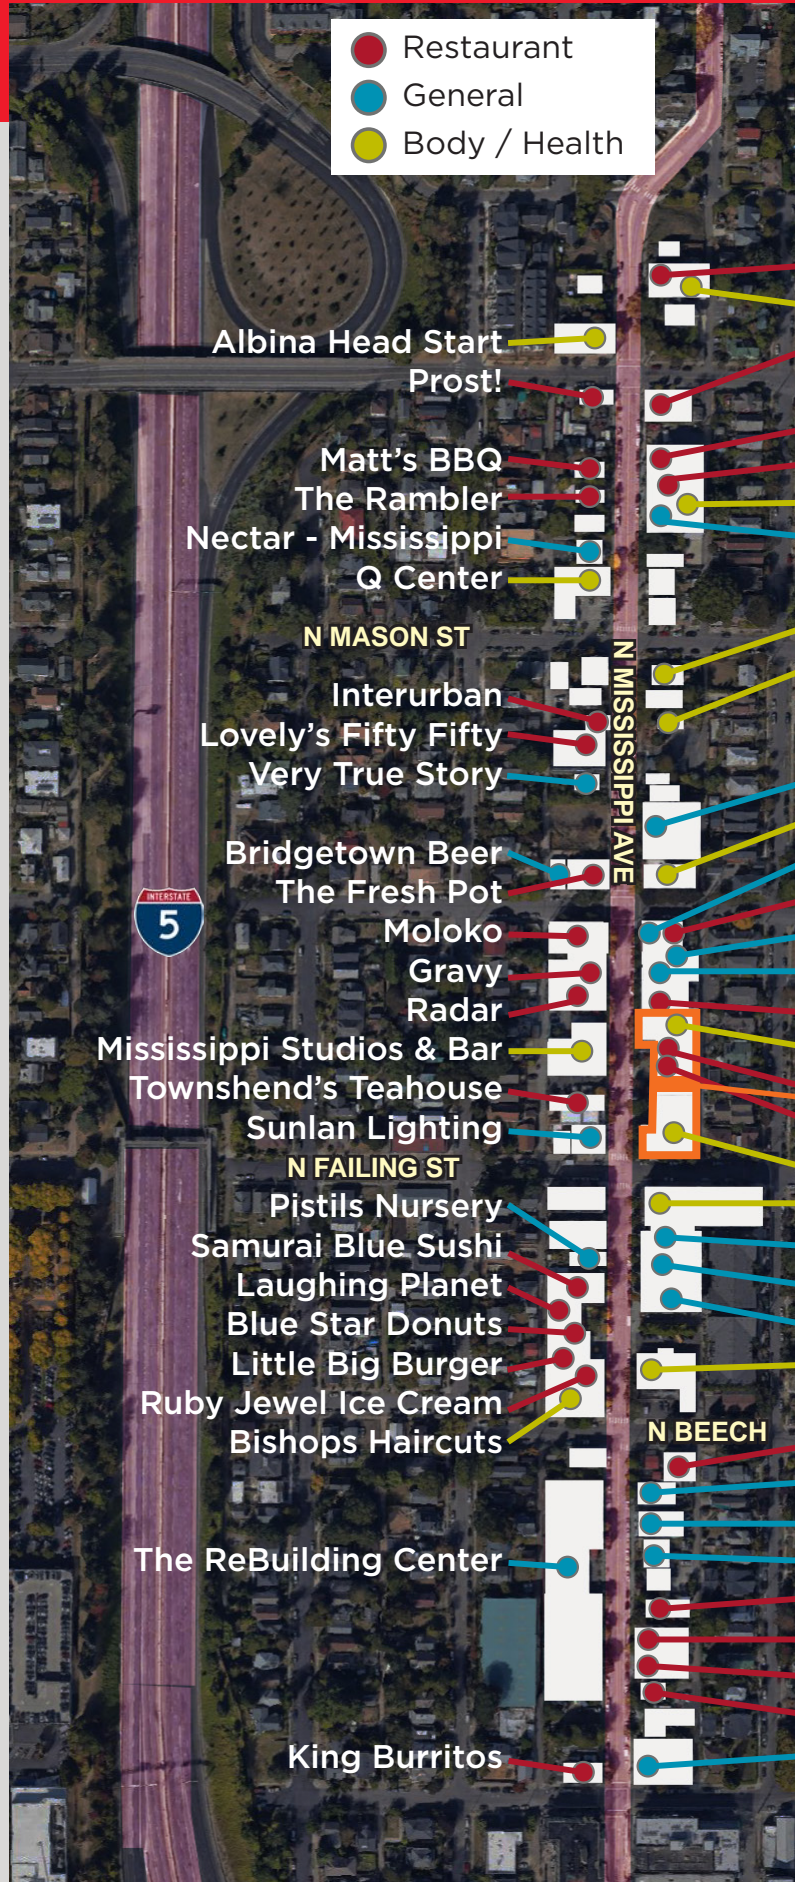 Restaurant
General
Body / Health
Albina Head Start
Prost!
Matt's BBQ
The Rambler
Nectar - Mississippi
Q Center
N MASON ST
N MISSISSIPPI AVE
Interurban
Lovely's Fifty Fifty
Very True Story
Bridgetown Beer
The Fresh Pot
INTERSTATE
5
Moloko
Gravy
Radar
Mississippi Studios & Bar
Townshend's Teahouse
Sunlan Lighting
N FAILING ST
Pistils Nursery
Samurai Blue Sushi
Laughing Planet
Blue Star Donuts
Little Big Burger
Ruby Jewel Ice Cream
Bishops Haircuts
N BEECH
The ReBuilding Center
King Burritos